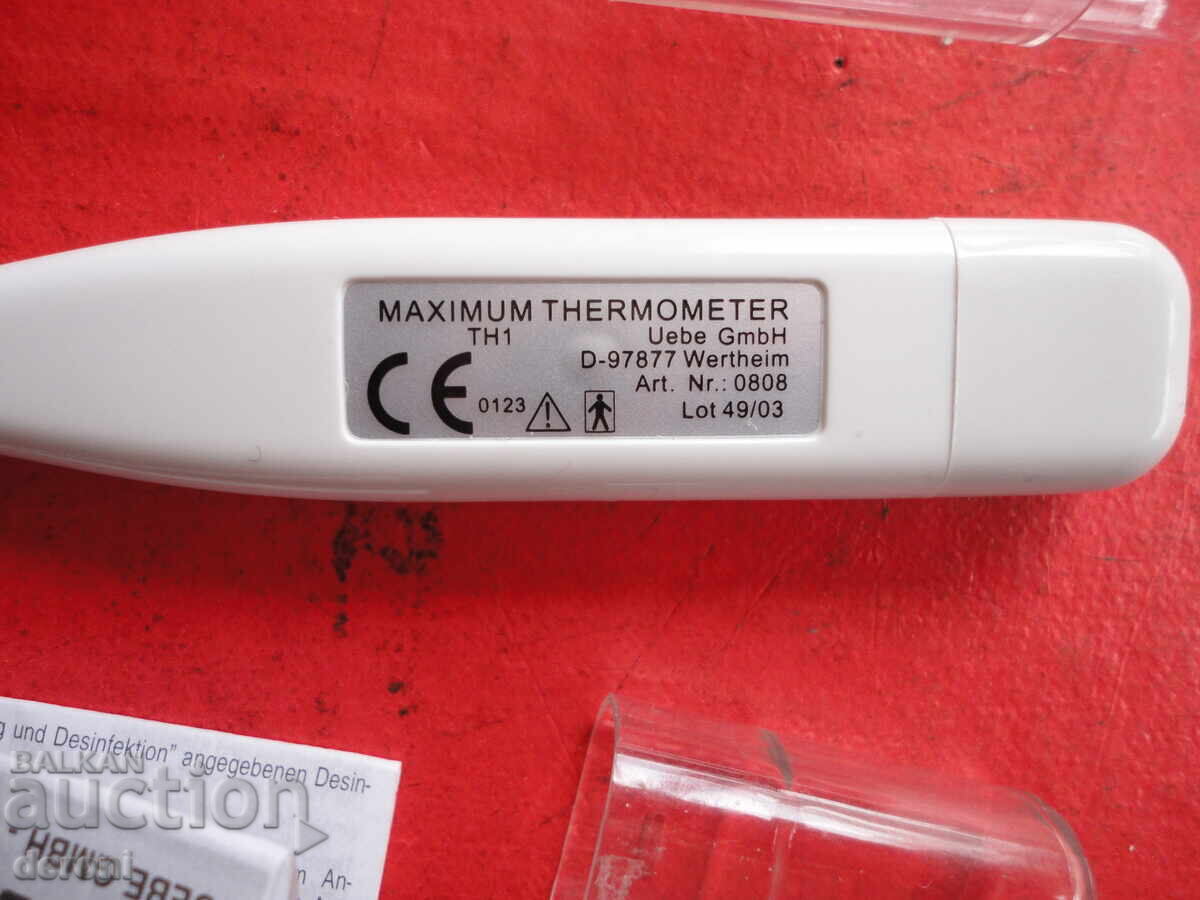 MAXIMUM THERMOMETER
TH1 Uebe GmbH
D-97877 Wertheim
Art. Nr.: 0808
CE 0123 Lot 49/03
und Desinfektion" angegebenen Desin-
BALKAN
auction
deroni
An-